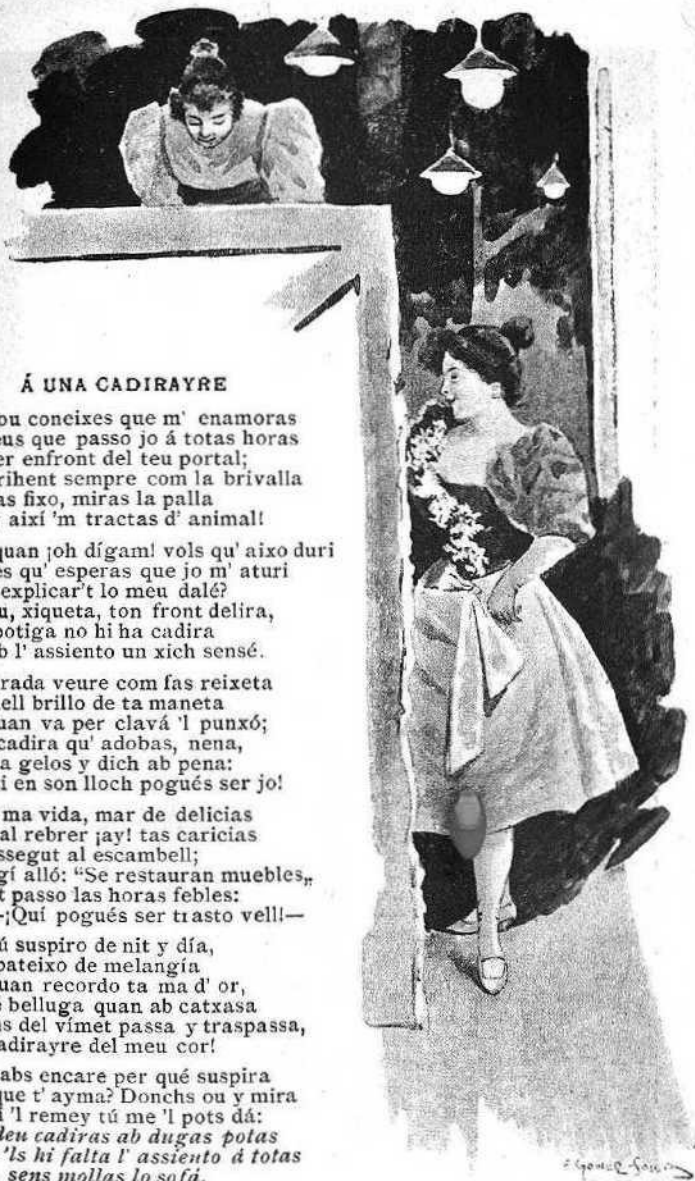 Á UNA CADIRAYRE
ou coneixes que m' enamoras
eus que passo jo á totas horas
er enfront del teu portal;
rihent sempre com la brivalla
as fixo, miras la palla
així 'm tractas d' animal!
quan ¡oh dígam! vols qu' aixo duri
es qu' esperas que jo m' aturi
explicar't lo meu dalé?
u, xiqueta, ton front delira,
botiga no hi ha cadira
b l' assiento un xich sensé.
rada veure com fas reixeta
ell brillo de ta maneta
uan va per clavá 'l punxó;
cadira qu' adobas, nena,
a gelos y dich ab pena:
i en son lloch pogués ser jo!
ma vida, mar de delicias
al rebrer ¡ay! tas caricias
ssegut al escambell;
gí alló: “Se restauran muebles„
t passo las horas febles:
—¡Quí pogués ser trasto vell!—
ú suspiro de nit y día,
pateixo de melangía
uan recordo ta ma d' or,
e belluga quan ab catxasa
s del vímet passa y traspassa,
adirayre del meu cor!
abs encare per qué suspira
que t' ayma? Donchs ou y mira
i 'l remey tú me 'l pots dá:
deu cadiras ab dugas potas
'ls hi falta l' assiento á totas
sens mollas lo sofá.